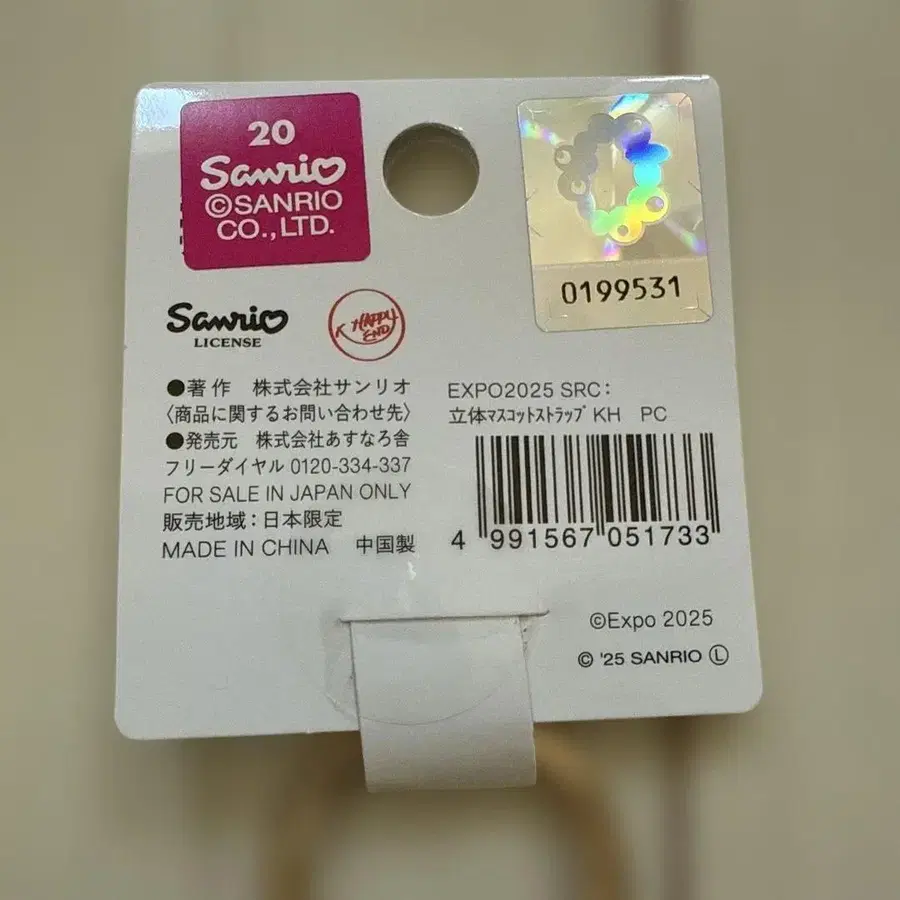 20
Sanrio
©SANRIO
CO.,LTD.
0199531
Sanrio
LICENSE
HAPPY
END
●著作 株式会社サンリオ
〈商品に関するお問い合わせ先〉
●発売元 株式会社あすなろ舎
フリーダイヤル 0120-334-337
FOR SALE IN JAPAN ONLY
販売地域：日本限定
MADE IN CHINA 中国製
EXPO2025 SRC：
立体ﾏｽｺｯﾄｽﾄﾗｯﾌﾟ KH PC
4 991567 051733
©Expo 2025
© '25 SANRIO Ⓛ